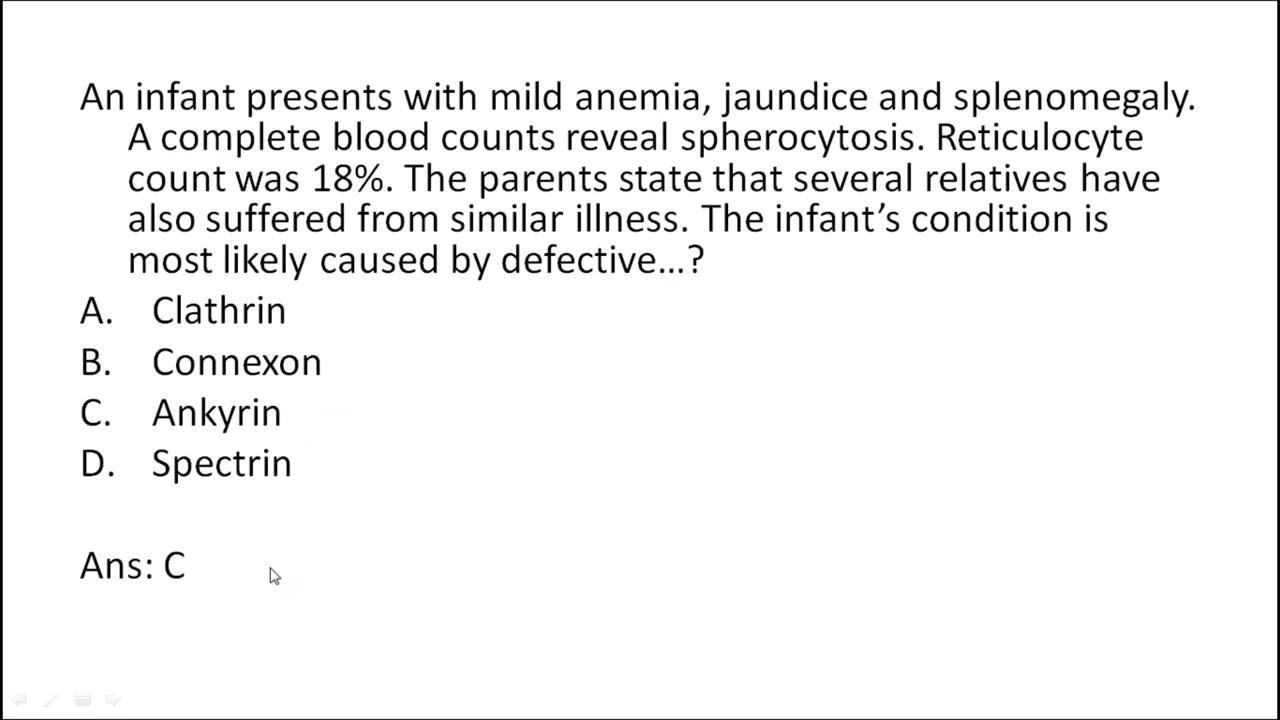 An infant presents with mild anemia, jaundice and splenomegaly.
A complete blood counts reveal spherocytosis. Reticulocyte
count was 18%. The parents state that several relatives have
also suffered from similar illness. The infant’s condition is
most likely caused by defective…?
A. Clathrin
B. Connexon
C. Ankyrin
D. Spectrin
Ans: C